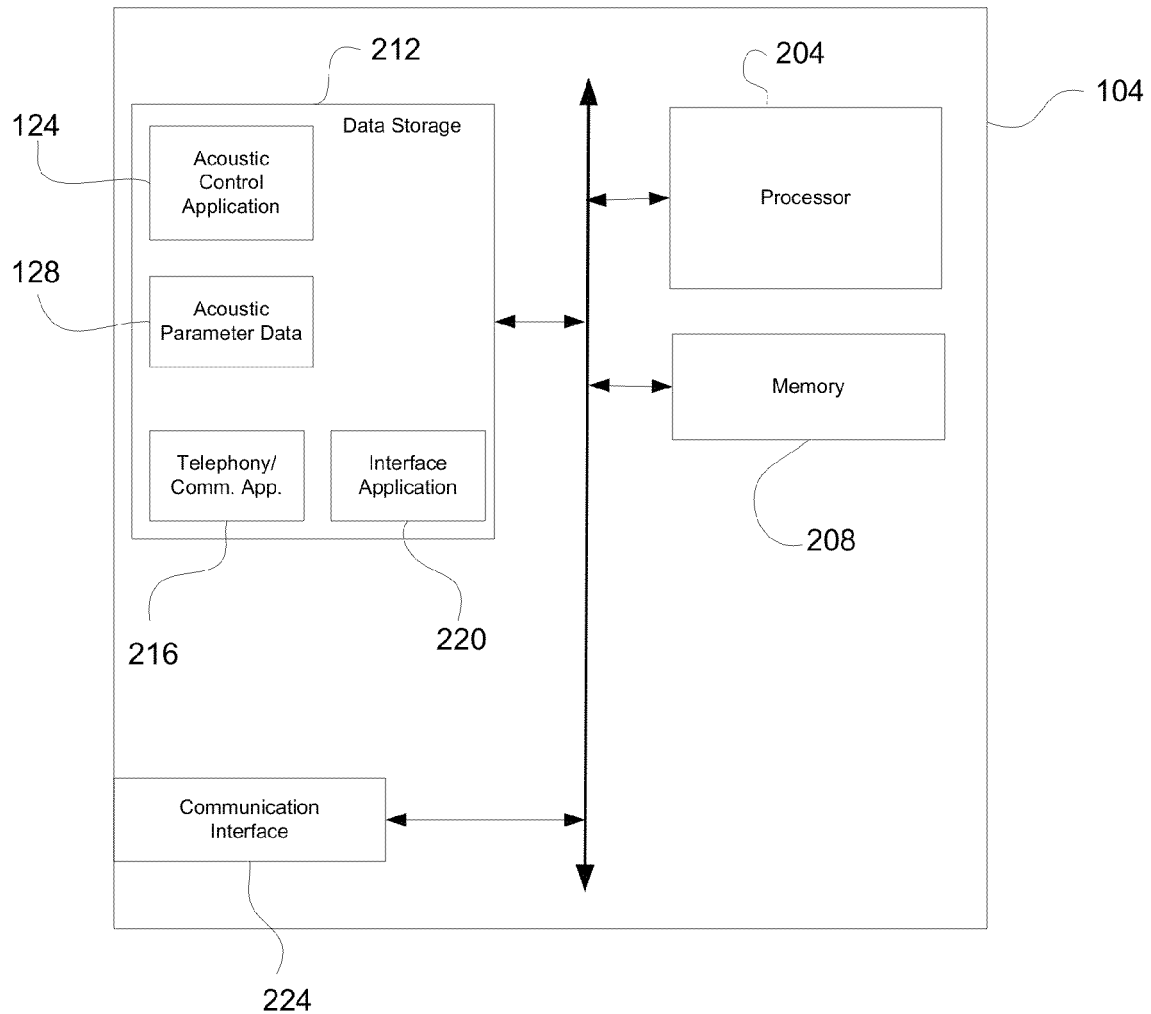 212
204
104
124
Data Storage
Acoustic
Control
Application
Processor
128
Acoustic
Parameter Data
Memory
Telephony/
Comm. App.
Interface
Application
208
216
220
Communication
Interface
224